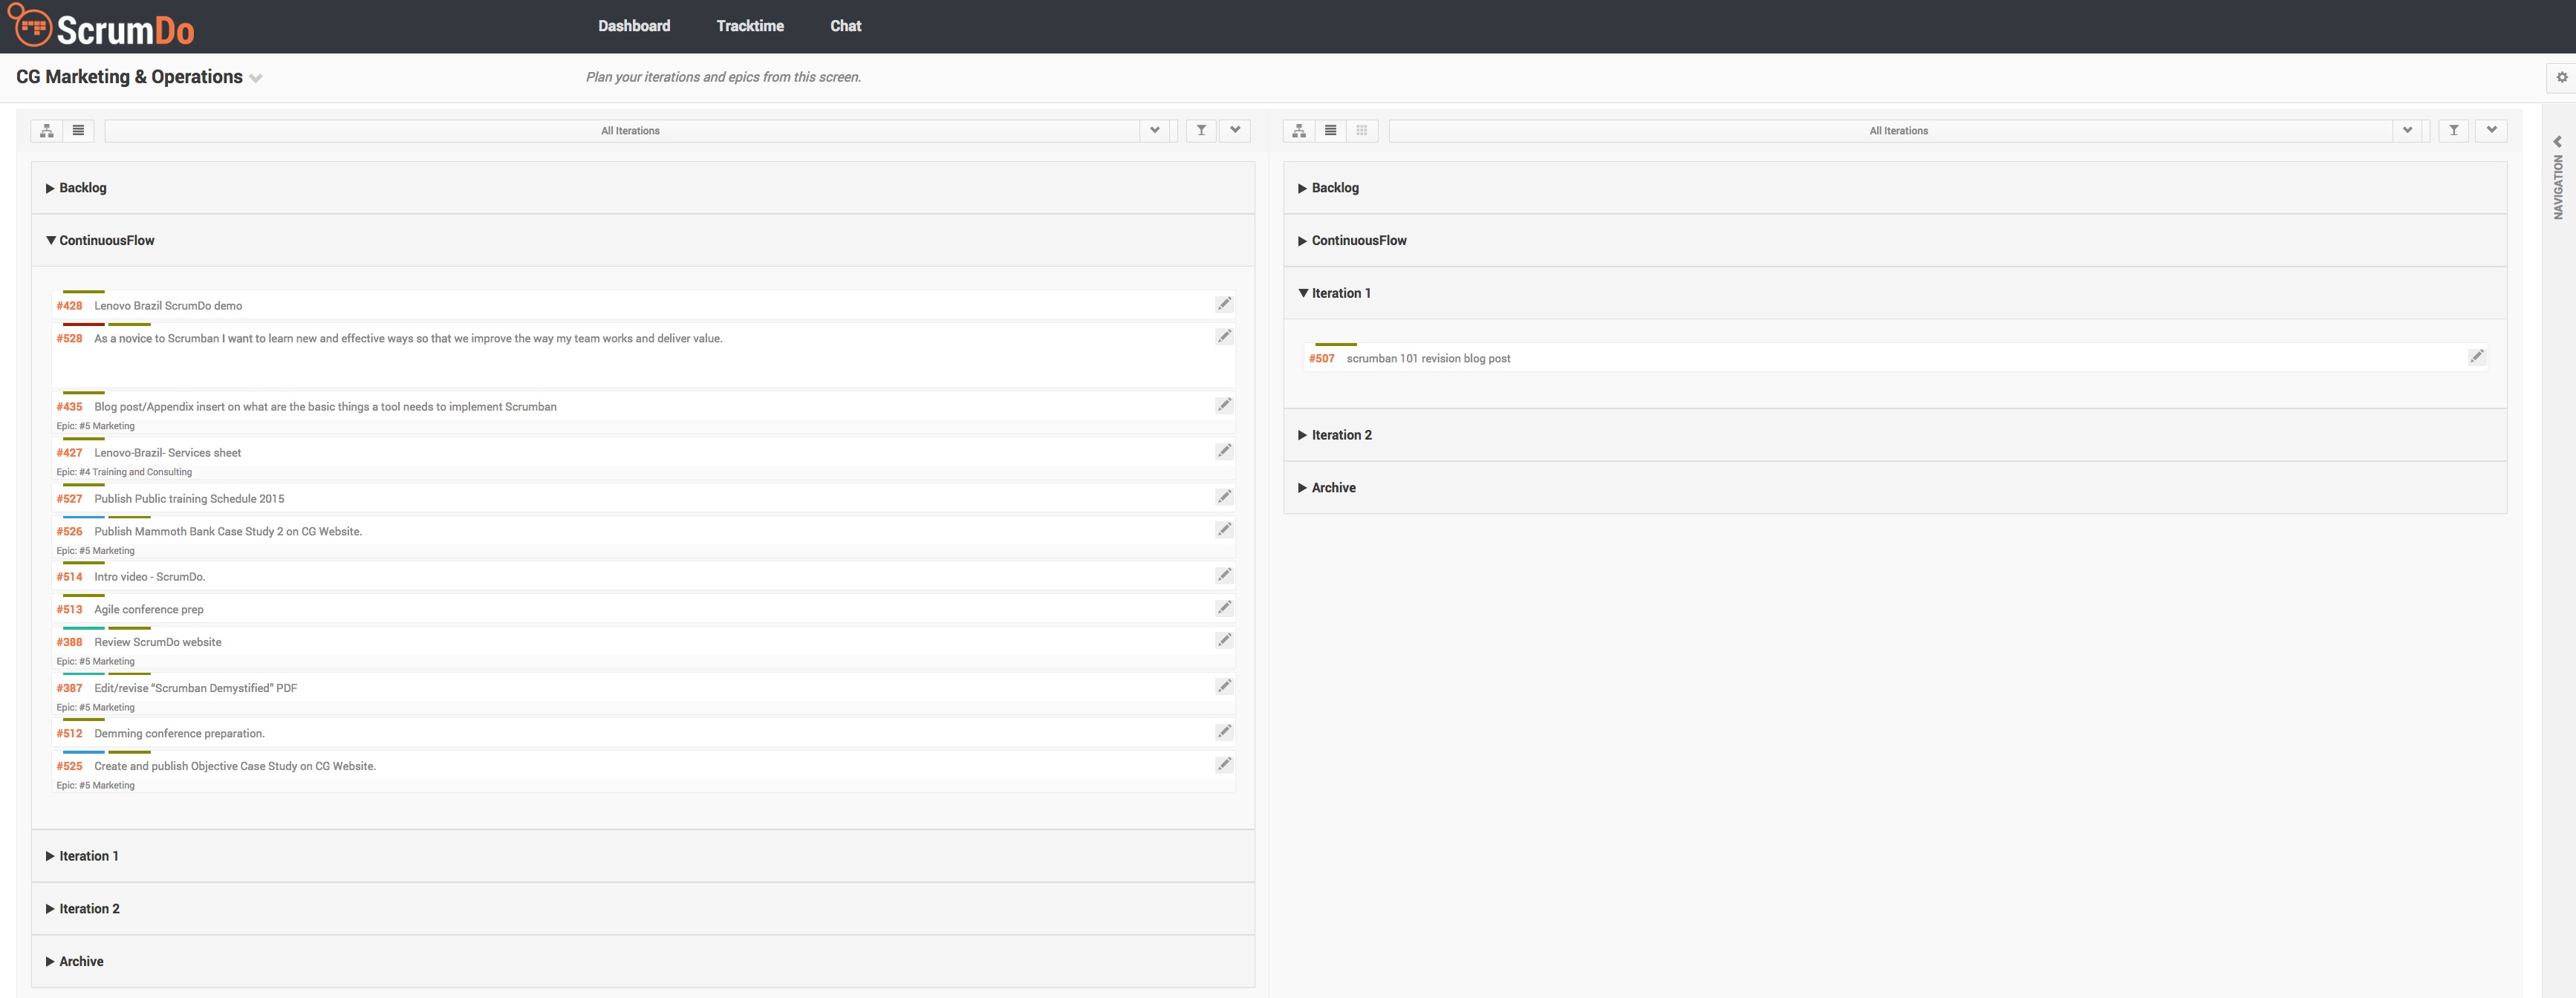 ScrumDo
Dashboard
Tracktime
Chat
CG Marketing & Operations
Plan your iterations and epics from this screen.
All Iterations
Backlog
ContinuousFlow
#428 Lenovo Brazil ScrumDo demo
#528 As a novice to Scrumban I want to learn new and effective ways so that we improve the way my team works and deliver value.
#435 Blog post/Appendix insert on what are the basic things a tool needs to implement Scrumban
Epic: #5 Marketing
#427 Lenovo-Brazil- Services sheet
Epic: #4 Training and Consulting
#527 Publish Public training Schedule 2015
#526 Publish Mammoth Bank Case Study 2 on CG Website.
Epic: #5 Marketing
#514 Intro video - ScrumDo.
#513 Agile conference prep
#388 Review ScrumDo website
Epic: #5 Marketing
#387 Edit/revise “Scrumban Demystified” PDF
Epic: #5 Marketing
#512 Demming conference preparation.
#525 Create and publish Objective Case Study on CG Website.
Epic: #5 Marketing
Iteration 1
Iteration 2
Archive
All Iterations
Backlog
ContinuousFlow
Iteration 1
#507 scrumban 101 revision blog post
Iteration 2
Archive
NAVIGATION